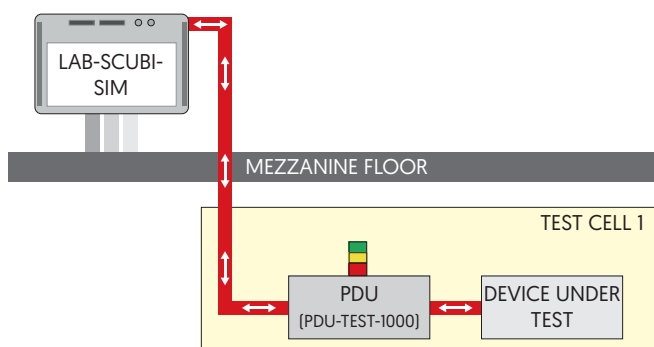 LAB-SCUBI-
SIM
MEZZANINE FLOOR
TEST CELL 1
PDU
(PDU-TEST-1000)
DEVICE UNDER
TEST